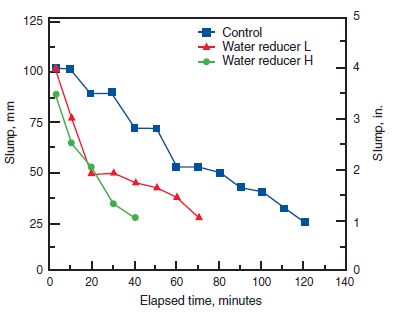 125
100
75
50
25
0
Slump, mm
5
4
3
2
1
0
Slump, in.
Control
Water reducer L
Water reducer H
0 20 40 60 80 100 120 140
Elapsed time, minutes